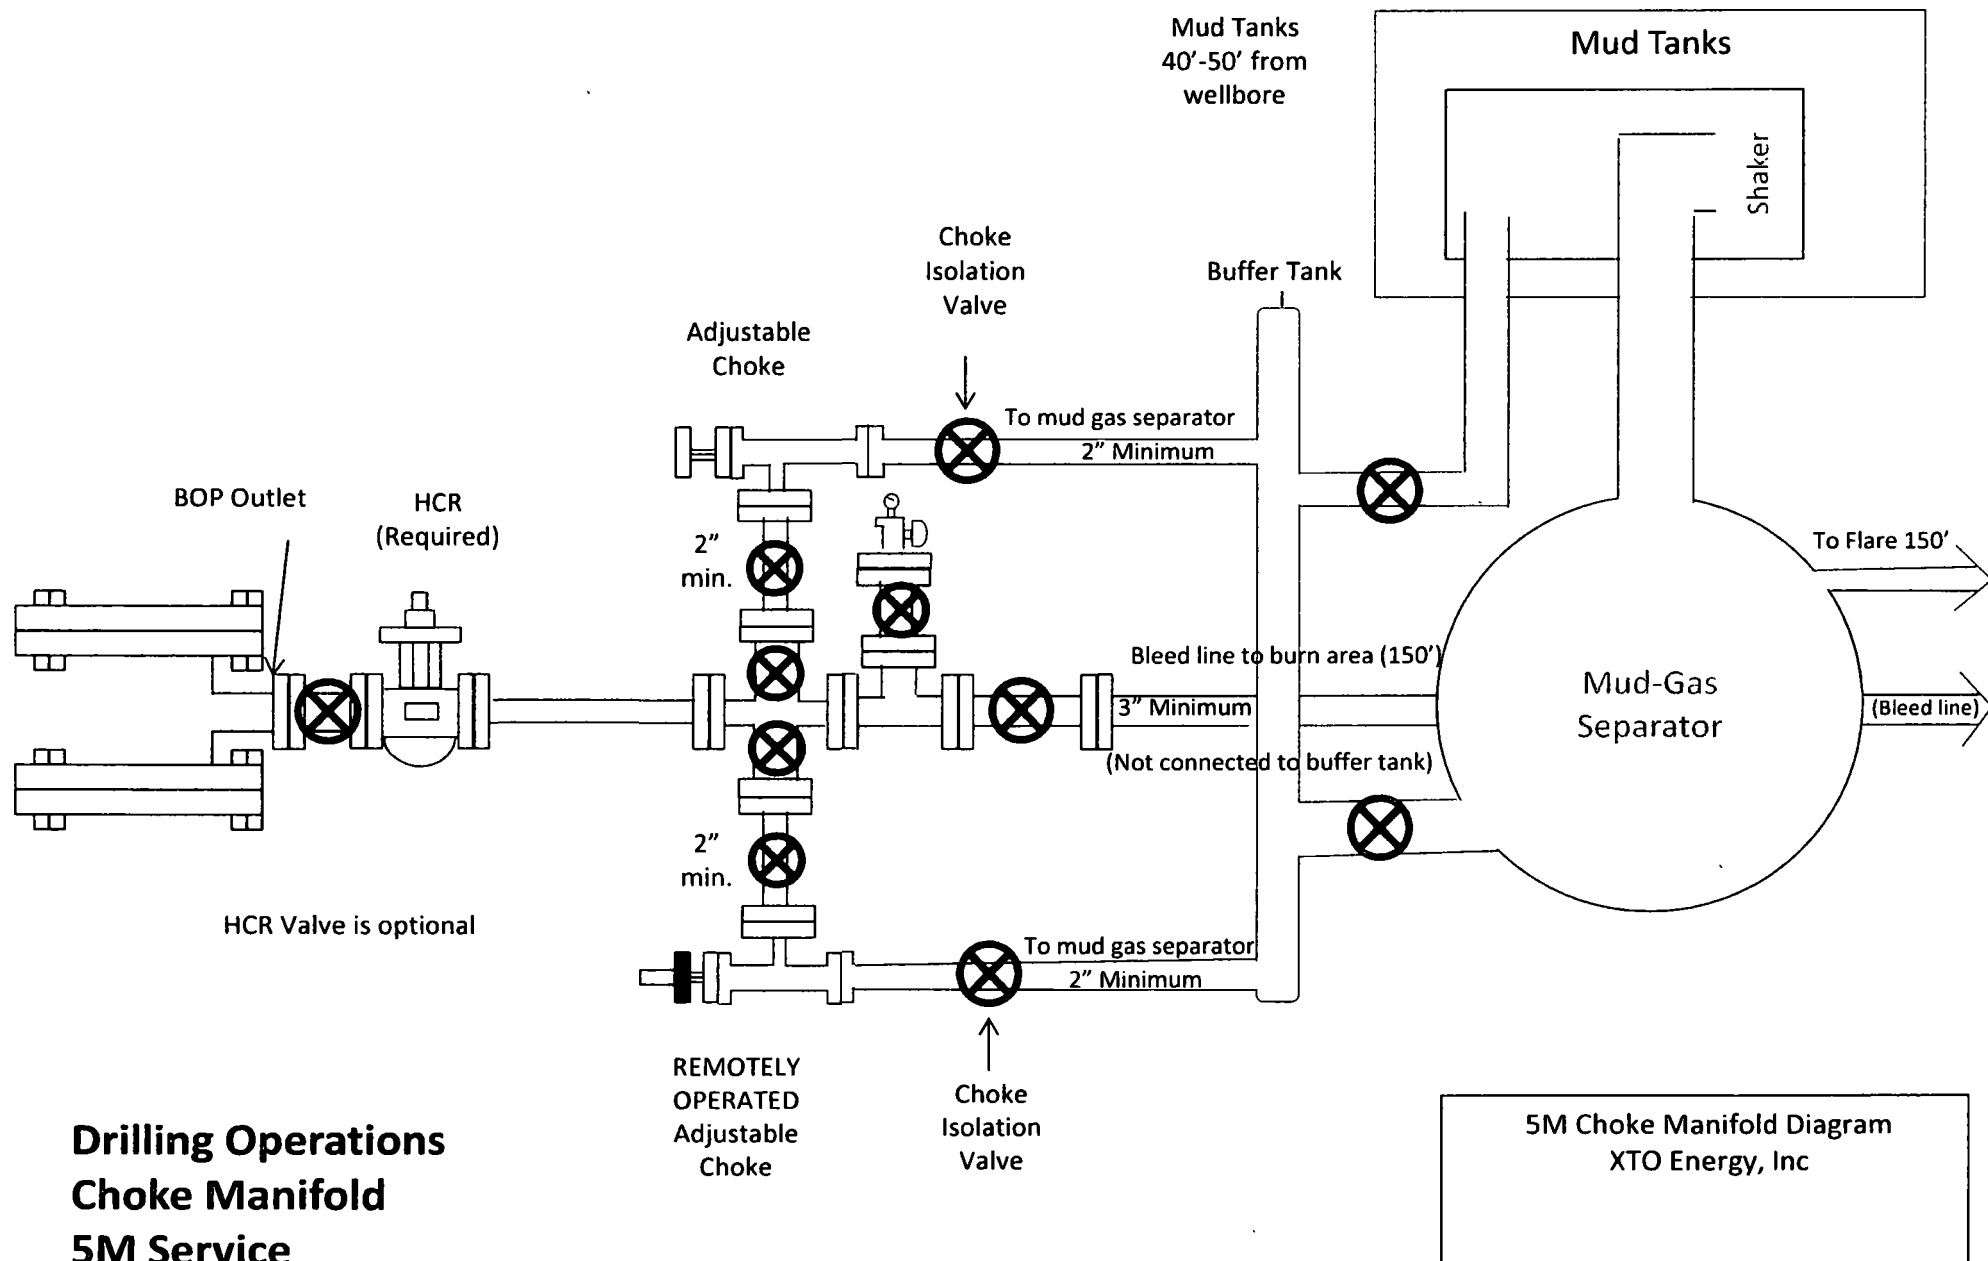 Mud Tanks
40’-50’ from
wellbore
Mud Tanks
Shaker
Choke
Isolation
Valve
Buffer Tank
Adjustable
Choke
To mud gas separator
2” Minimum
BOP Outlet
HCR
(Required)
2”
min.
To Flare 150’
Bleed line to burn area (150’)
3” Minimum
(Not connected to buffer tank)
Mud-Gas
Separator
(Bleed line)
2”
min.
HCR Valve is optional
To mud gas separator
2” Minimum
REMOTELY
OPERATED
Adjustable
Choke
Choke
Isolation
Valve
Drilling Operations
Choke Manifold
5M Service
5M Choke Manifold Diagram
XTO Energy, Inc